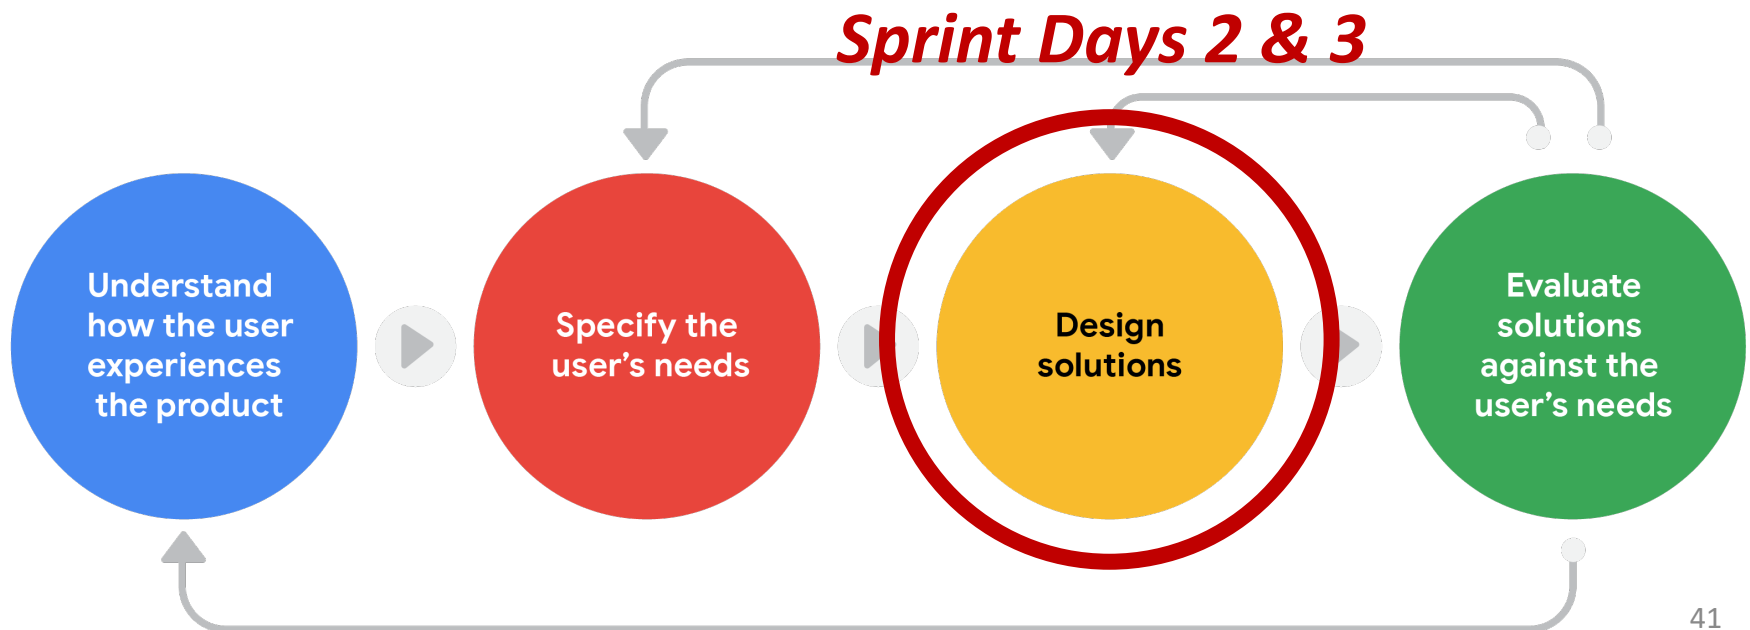 Sprint Days 2 & 3
Understand
how the user
experiences
the product
Specify the
user’s needs
Design
solutions
Evaluate
solutions
against the
user’s needs
41